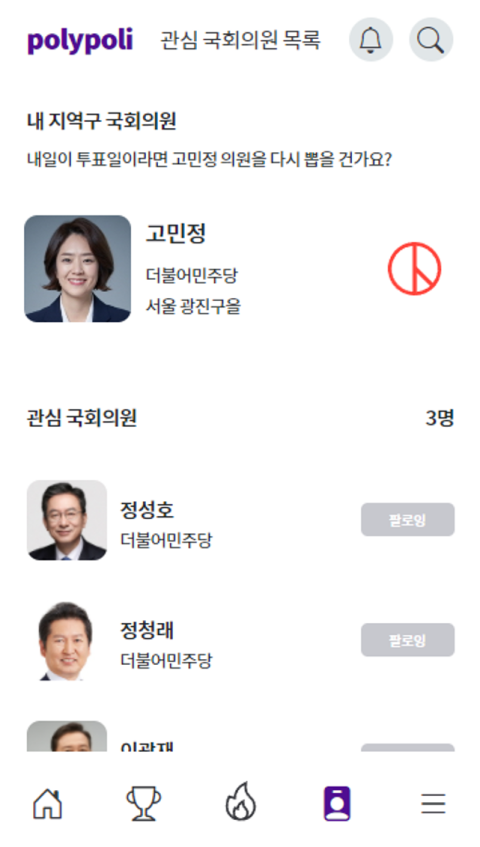 polypoli 관심 국회의원 목록
내 지역구 국회의원
내일이 투표일이라면 고민정 의원을 다시 뽑을 건가요?
고민정
더불어민주당
서울 광진구을
관심 국회의원 3명
정성호
더불어민주당
팔로잉
정청래
더불어민주당
팔로잉
이광재